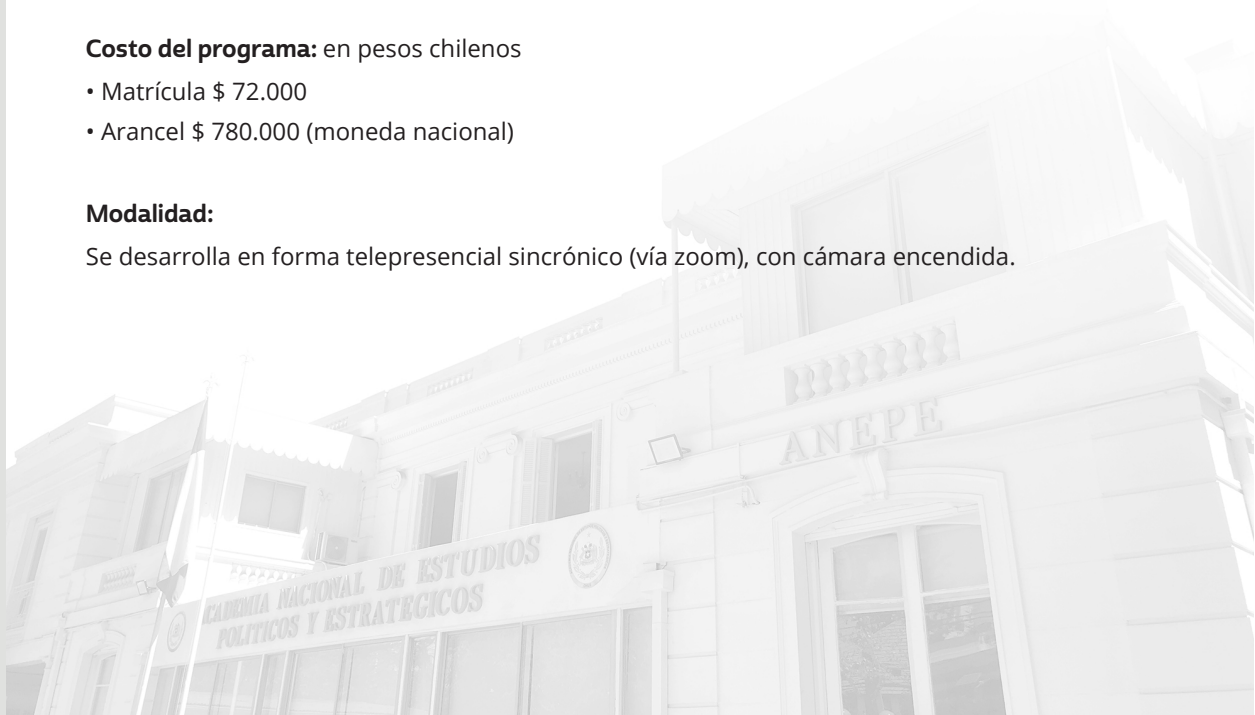 Costo del programa: en pesos chilenos
• Matrícula $ 72.000
• Arancel $ 780.000 (moneda nacional)
Modalidad:
Se desarrolla en forma telepresencial sincrónico (vía zoom), con cámara encendida.
ANEPE
ACADEMIA NACIONAL DE ESTUDIOS
POLITICOS Y ESTRATEGICOS